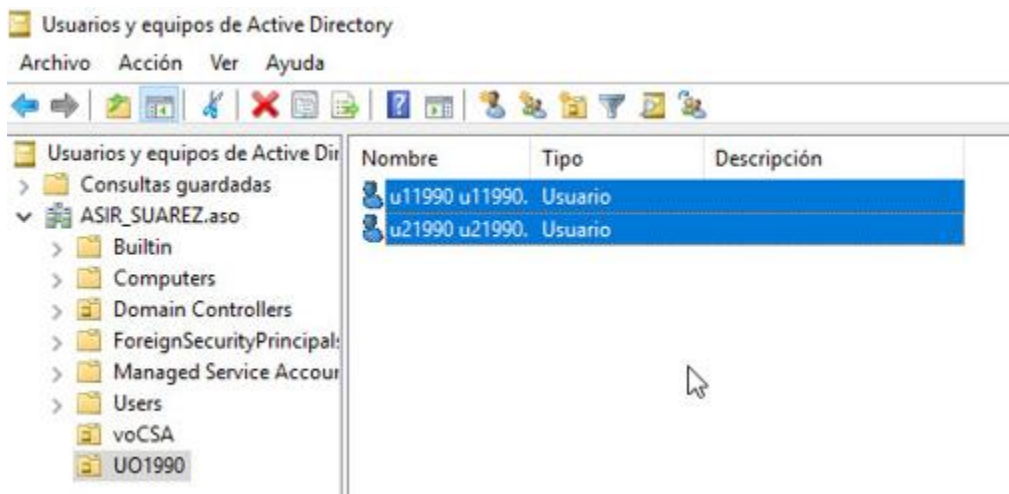 Usuarios y equipos de Active Directory
Archivo Acción Ver Ayuda
Usuarios y equipos de Active Dir
Consultas guardadas
ASIR_SUAREZ.aso
Builtin
Computers
Domain Controllers
ForeignSecurityPrincipals
Managed Service Accour
Users
voCSA
UO1990
Nombre Tipo Descripción
u11990 u11990. Usuario
u21990 u21990. Usuario